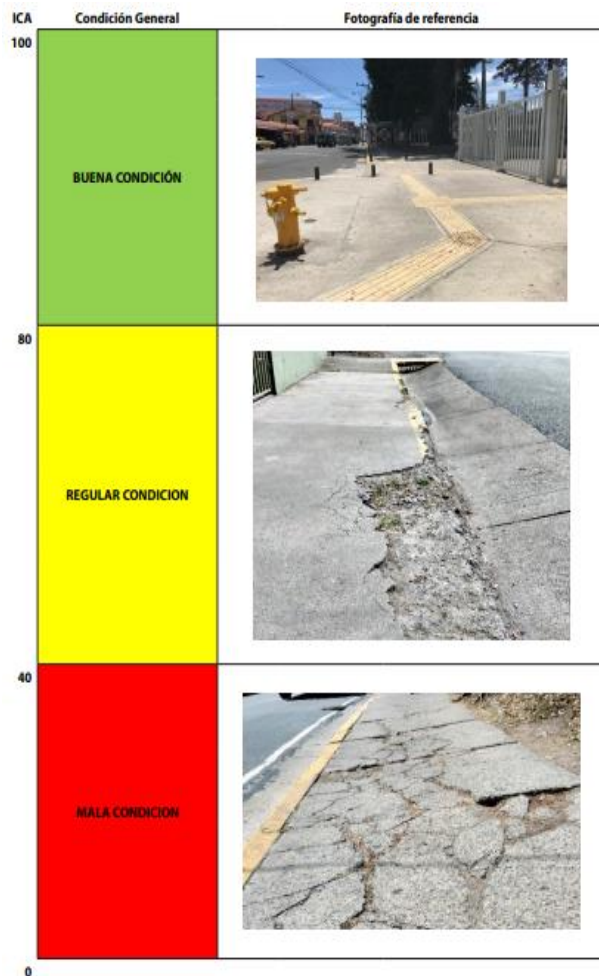 ICA Condición General Fotografía de referencia
100
BUENA CONDICIÓN
80
REGULAR CONDICION
40
MALA CONDICION
0